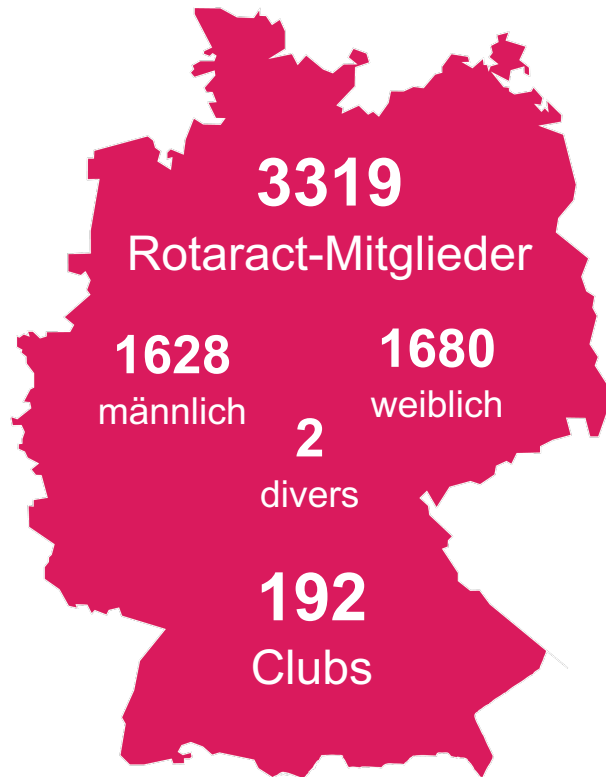 3319
Rotaract-Mitglieder
1628
männlich
1680
weiblich
2
divers
192
Clubs